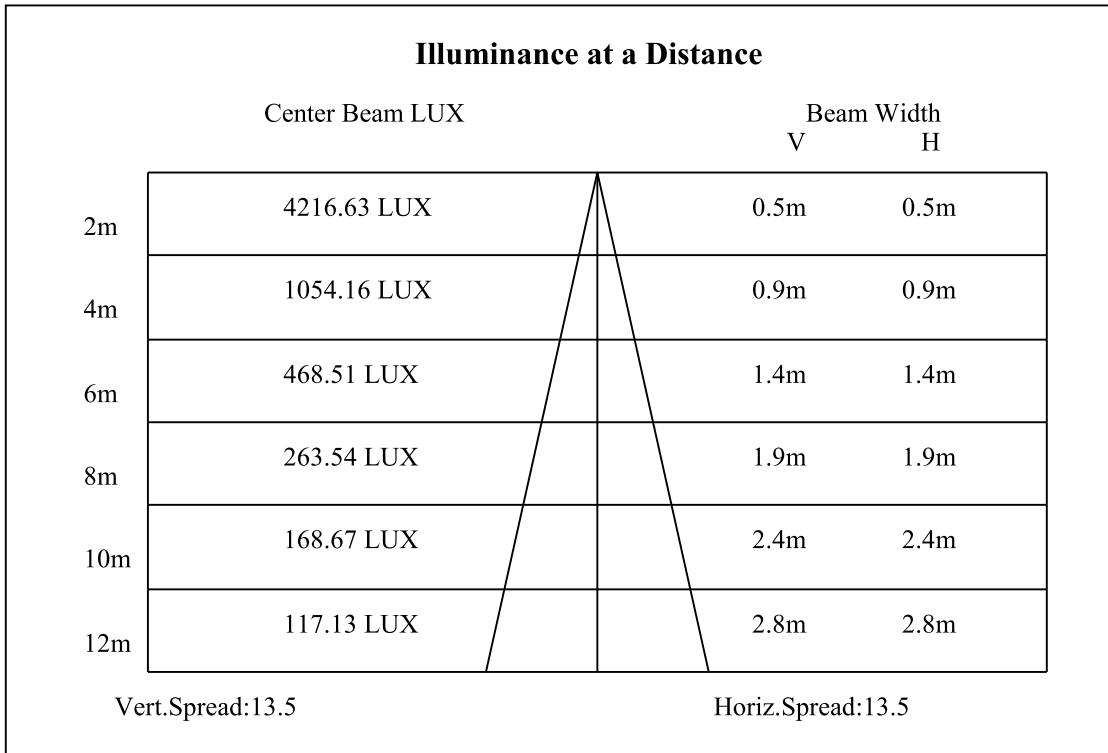 Illuminance at a Distance
Center Beam LUX Beam Width
V H
2m 4216.63 LUX 0.5m 0.5m
4m 1054.16 LUX 0.9m 0.9m
6m 468.51 LUX 1.4m 1.4m
8m 263.54 LUX 1.9m 1.9m
10m 168.67 LUX 2.4m 2.4m
12m 117.13 LUX 2.8m 2.8m
Vert.Spread:13.5 Horiz.Spread:13.5